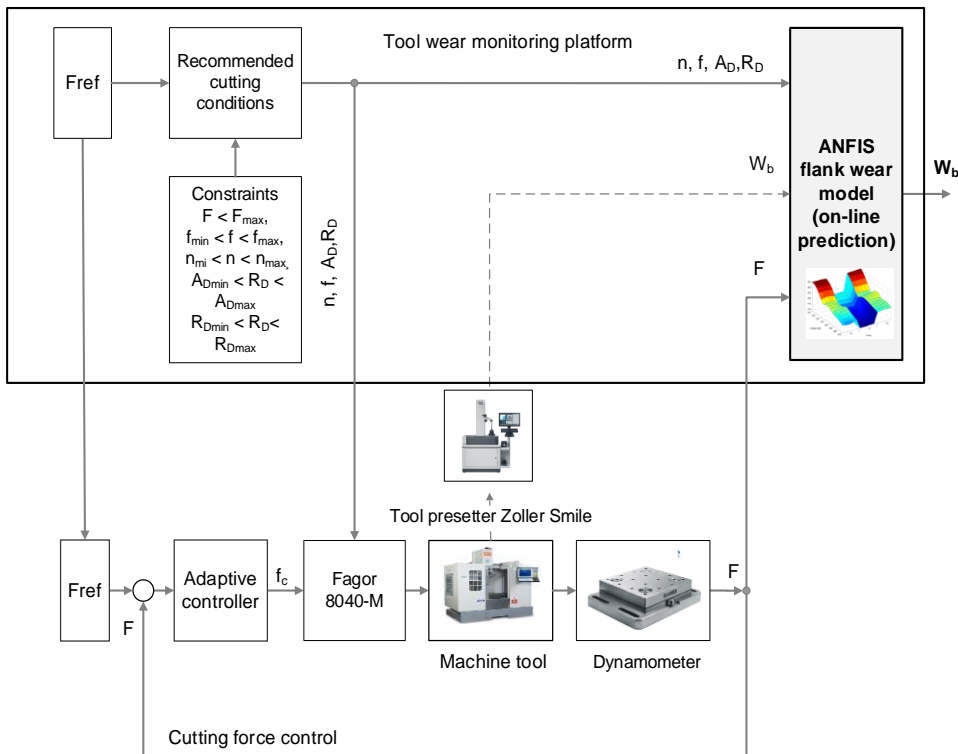 Tool wear monitoring platform
Fref
Recommended
cutting
conditions
n, f, A_D,R_D
Constraints
F < F_max,
f_min < f < f_max,
n_mi < n < n_max,
A_Dmin < R_D <
A_Dmax
R_Dmin < R_D<
R_Dmax
n, f, A_D,R_D
W_b
F
ANFIS
flank wear
model
(on-line
prediction)
W_b
Tool presetter Zoller Smile
Fref
F
Adaptive
controller
f_c
Fagor
8040-M
Machine tool
Dynamometer
F
Cutting force control